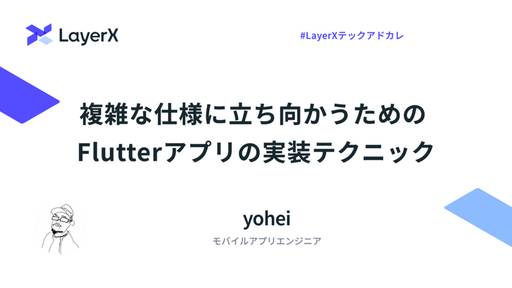 LayerX
#LayerXテックアドカレ
複雑な仕様に立ち向かうための
Flutterアプリの実装テクニック
yohei
モバイルアプリエンジニア